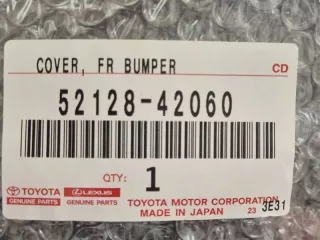 COVER, FR BUMPER CD
52128-42060
QTY: 1
TOYOTA LEXUS
GENUINE PARTS GENUINE PARTS
TOYOTA MOTOR CORPORATION
MADE IN JAPAN 23 3E31